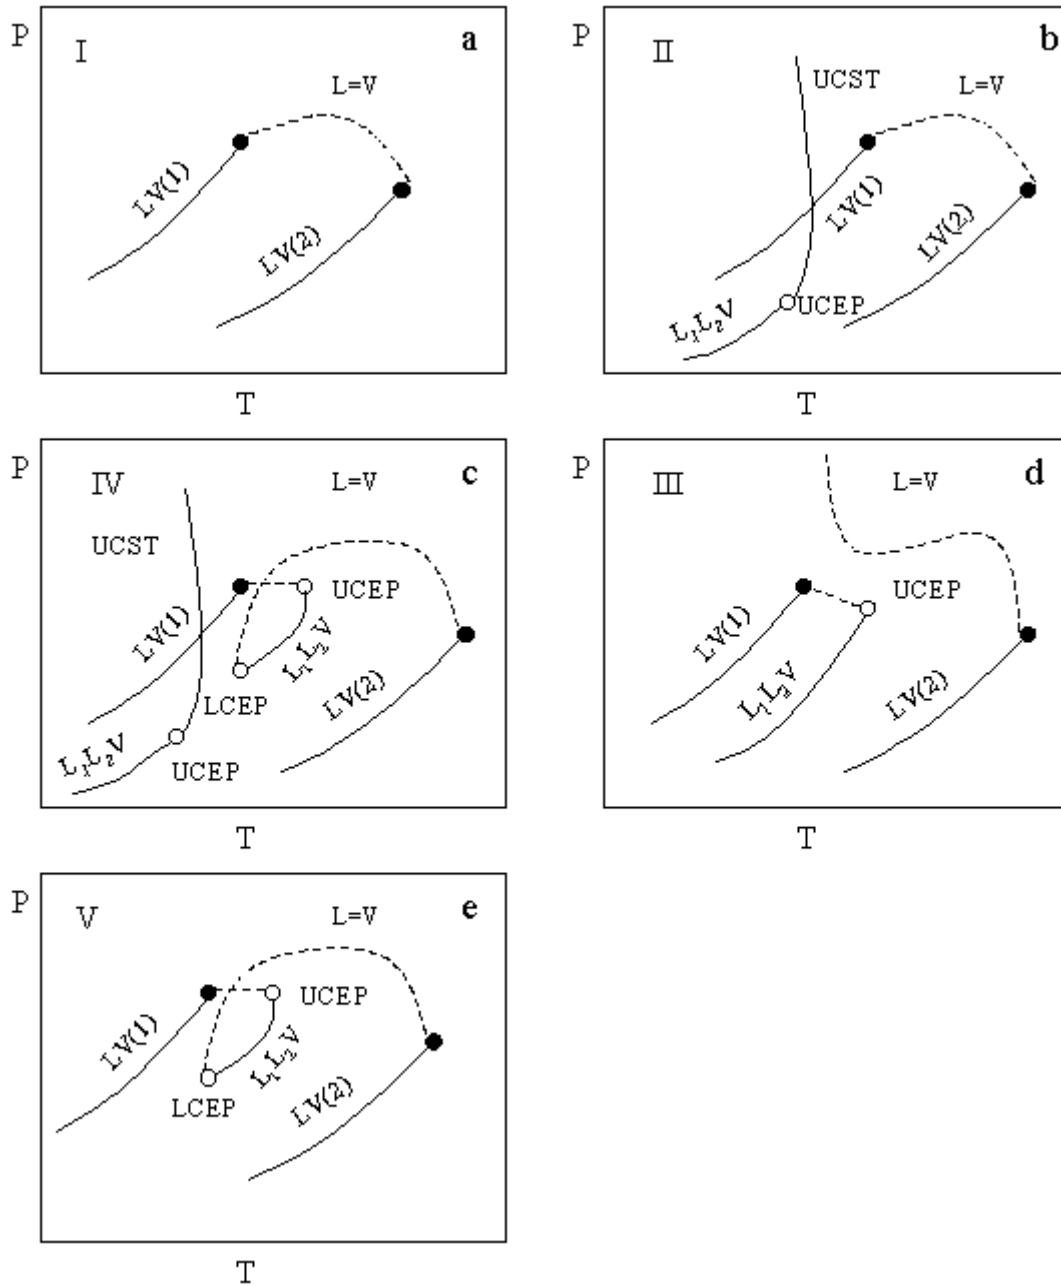 P
I
a
L=V
LV(1)
LV(2)
T
P
II
b
UCST
L=V
LV(1)
LV(2)
L₁L₂V
UCEP
T
P
IV
c
L=V
UCST
UCEP
LV(1)
L₁L₂V
LCEP
LV(2)
L₁L₂V
UCEP
T
P
III
d
L=V
UCEP
LV(1)
L₁L₂V
LV(2)
T
P
V
e
L=V
UCEP
LV(1)
L₁L₂V
LCEP
LV(2)
T